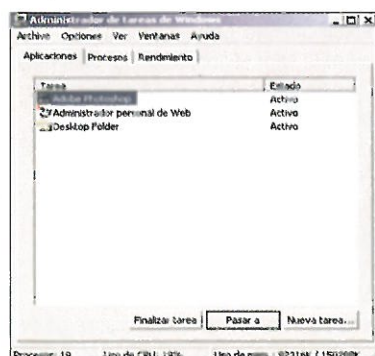 Administrador de tareas de Windows
Archivo Opciones Ver Ventanas Ayuda
Aplicaciones Procesos Rendimiento
Tarea Estado
Adobe Photoshop Activo
Administrador personal de Web Activo
Desktop Folder Activo
Finalizar tarea Pasar a Nueva tarea...
Procesos: 19 Uso de CPU: 19% Uso de